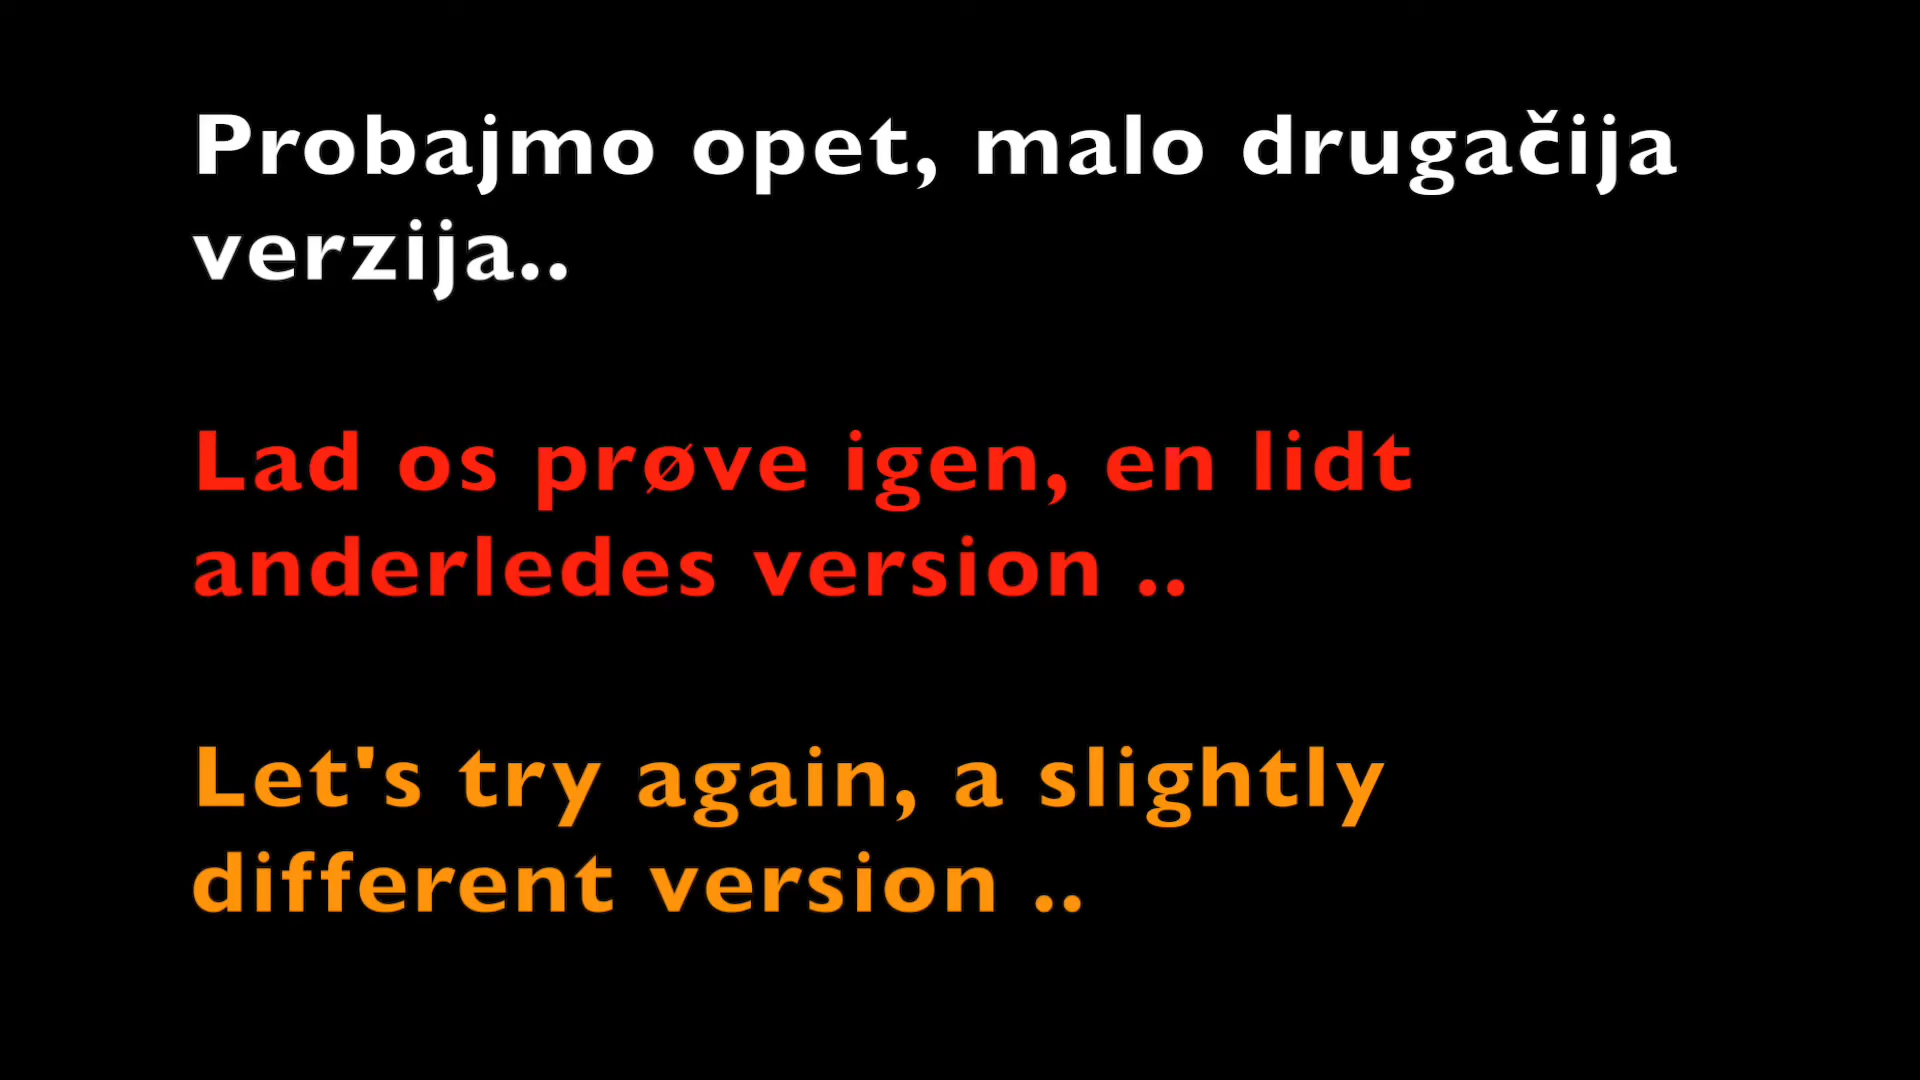 Probajmo opet, malo drugačija
verzija..
Lad os prøve igen, en lidt
anderledes version ..
Let's try again, a slightly
different version ..